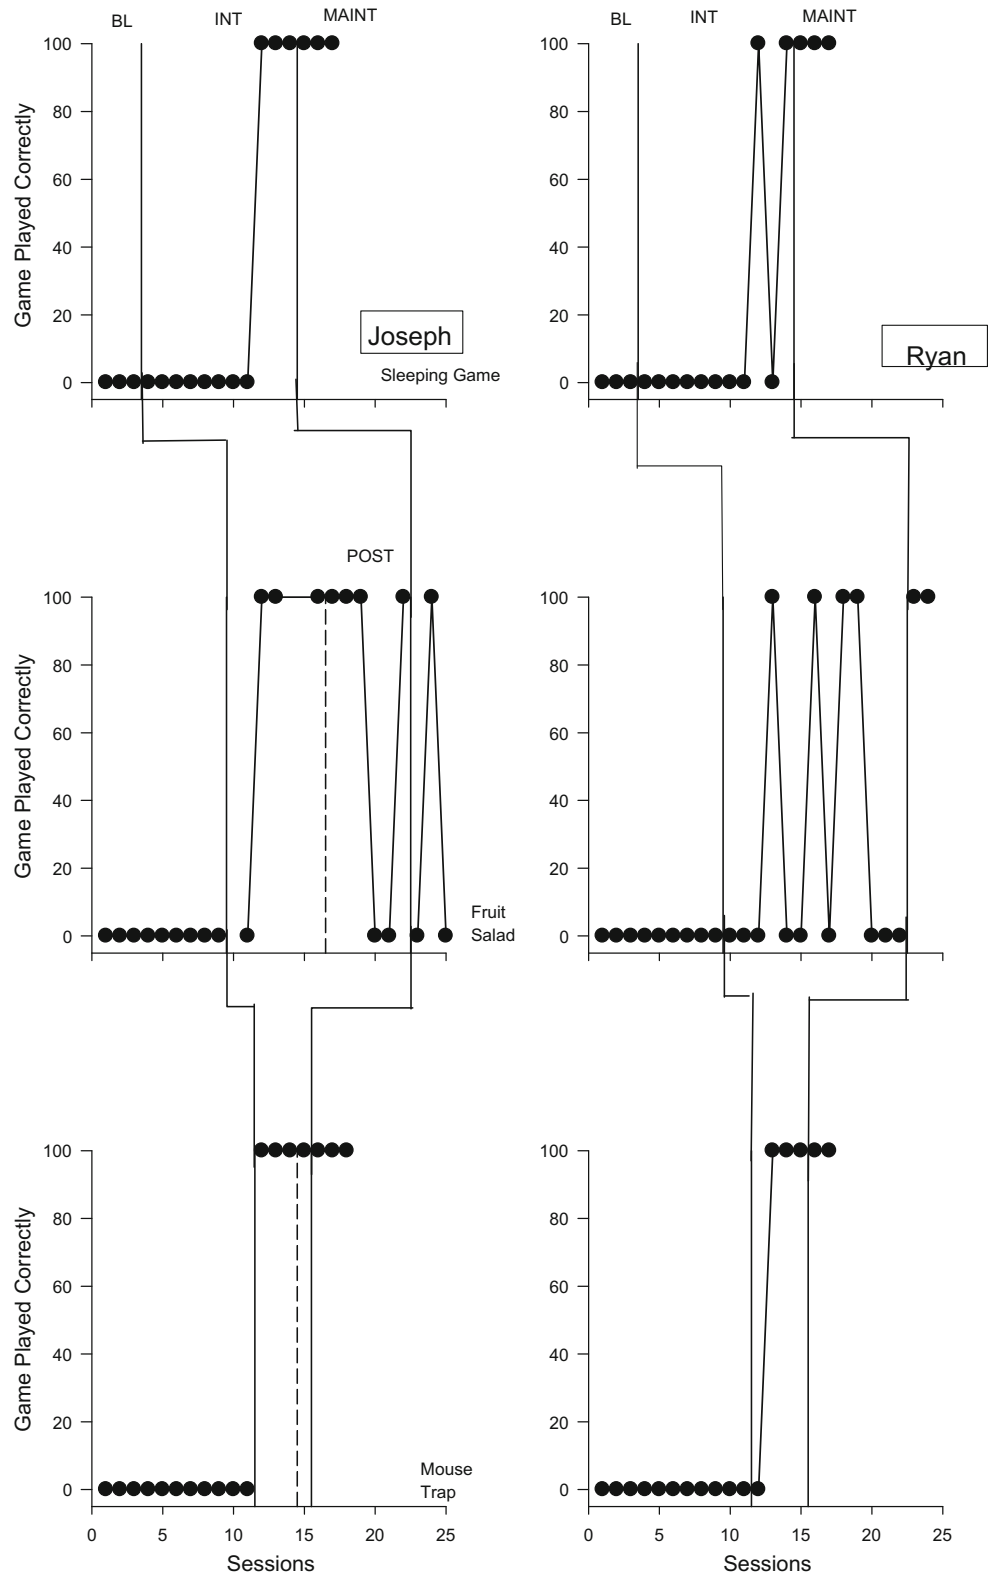 BL INT MAINT BL INT MAINT
100 100
80 80
60 60
40 40
20 20
0 0
Game Played Correctly
Joseph
Sleeping Game
Ryan
POST
100 100
80 80
60 60
40 40
20 20
0 0
Game Played Correctly
Fruit
Salad
100 100
80 80
60 60
40 40
20 20
0 0
Game Played Correctly
Mouse
Trap
0 5 10 15 20 25 0 5 10 15 20 25
Sessions Sessions